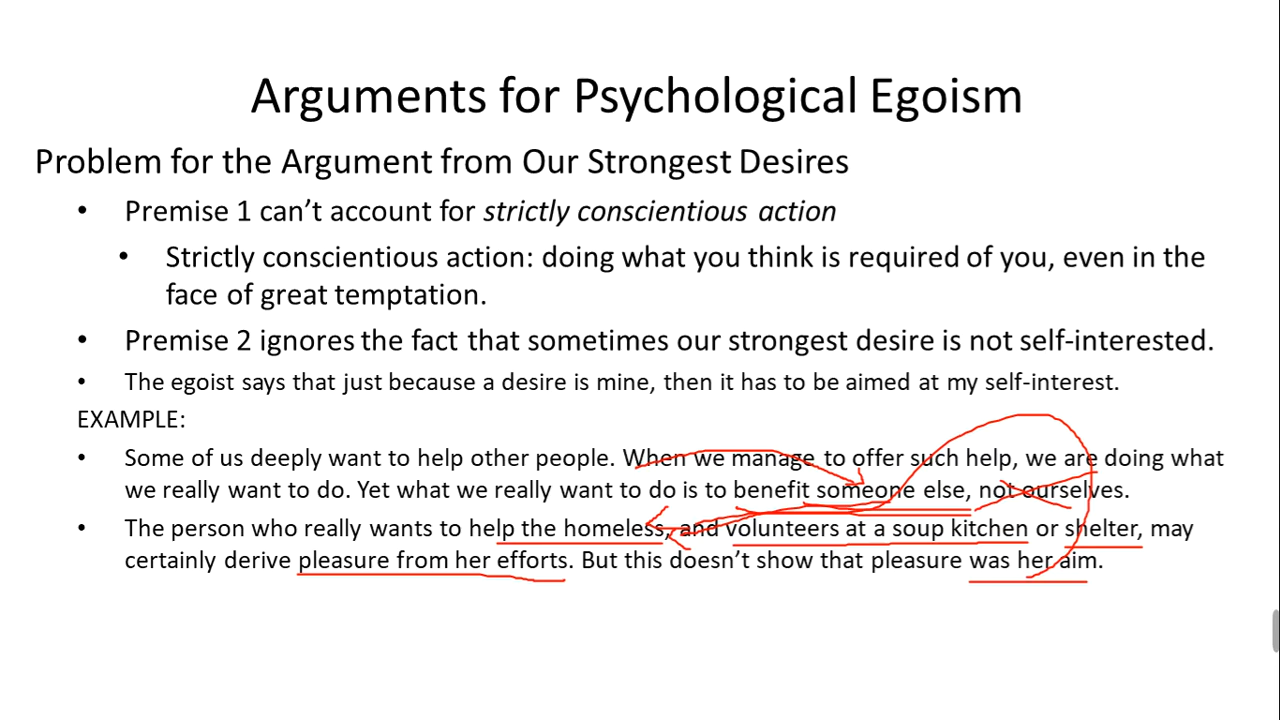 Arguments for Psychological Egoism
Problem for the Argument from Our Strongest Desires
• Premise 1 can’t account for strictly conscientious action
• Strictly conscientious action: doing what you think is required of you, even in the
face of great temptation.
• Premise 2 ignores the fact that sometimes our strongest desire is not self-interested.
• The egoist says that just because a desire is mine, then it has to be aimed at my self-interest.
EXAMPLE:
• Some of us deeply want to help other people. When we manage to offer such help, we are doing what
we really want to do. Yet what we really want to do is to benefit someone else, not ourselves.
• The person who really wants to help the homeless, and volunteers at a soup kitchen or shelter, may
certainly derive pleasure from her efforts. But this doesn’t show that pleasure was her aim.